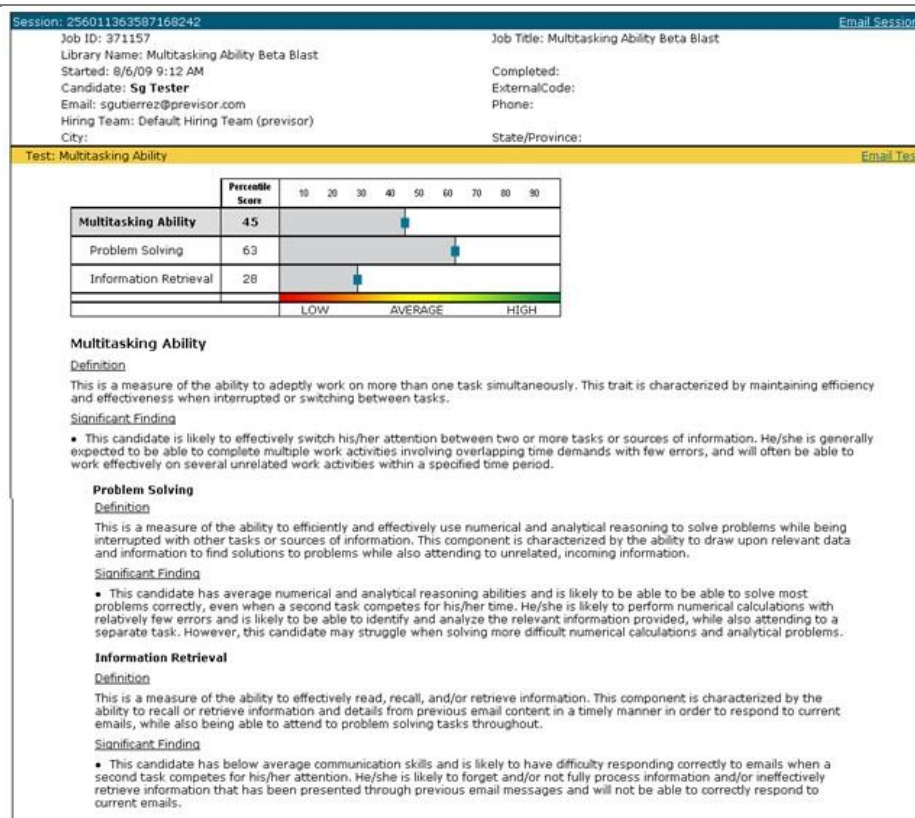 Session: 256011363587168242 Email Session
Job ID: 371157 Job Title: Multitasking Ability Beta Blast
Library Name: Multitasking Ability Beta Blast
Started: 8/6/09 9:12 AM Completed:
Candidate: Sg Tester ExternalCode:
Email: sgutierrez@previsor.com Phone:
Hiring Team: Default Hiring Team (previsor)
City: State/Province:
Test: Multitasking Ability Email Tes
Percentile
Score 10 20 30 40 50 60 70 80 90
Multitasking Ability 45
Problem Solving 63
Information Retrieval 28
LOW AVERAGE HIGH
Multitasking Ability
Definition
This is a measure of the ability to adeptly work on more than one task simultaneously. This trait is characterized by maintaining efficiency
and effectiveness when interrupted or switching between tasks.
Significant Finding
• This candidate is likely to effectively switch his/her attention between two or more tasks or sources of information. He/she is generally
expected to be able to complete multiple work activities involving overlapping time demands with few errors, and will often be able to
work effectively on several unrelated work activities within a specified time period.
Problem Solving
Definition
This is a measure of the ability to efficiently and effectively use numerical and analytical reasoning to solve problems while being
interrupted with other tasks or sources of information. This component is characterized by the ability to draw upon relevant data
and information to find solutions to problems while also attending to unrelated, incoming information.
Significant Finding
• This candidate has average numerical and analytical reasoning abilities and is likely to be able to be able to solve most
problems correctly, even when a second task competes for his/her time. He/she is likely to perform numerical calculations with
relatively few errors and is likely to be able to identify and analyze the relevant information provided, while also attending to a
separate task. However, this candidate may struggle when solving more difficult numerical calculations and analytical problems.
Information Retrieval
Definition
This is a measure of the ability to effectively read, recall, and/or retrieve information. This component is characterized by the
ability to recall or retrieve information and details from previous email content in a timely manner in order to respond to current
emails, while also being able to attend to problem solving tasks throughout.
Significant Finding
• This candidate has below average communication skills and is likely to have difficulty responding correctly to emails when a
second task competes for his/her attention. He/she is likely to forget and/or not fully process information and/or ineffectively
retrieve information that has been presented through previous email messages and will not be able to correctly respond to
current emails.